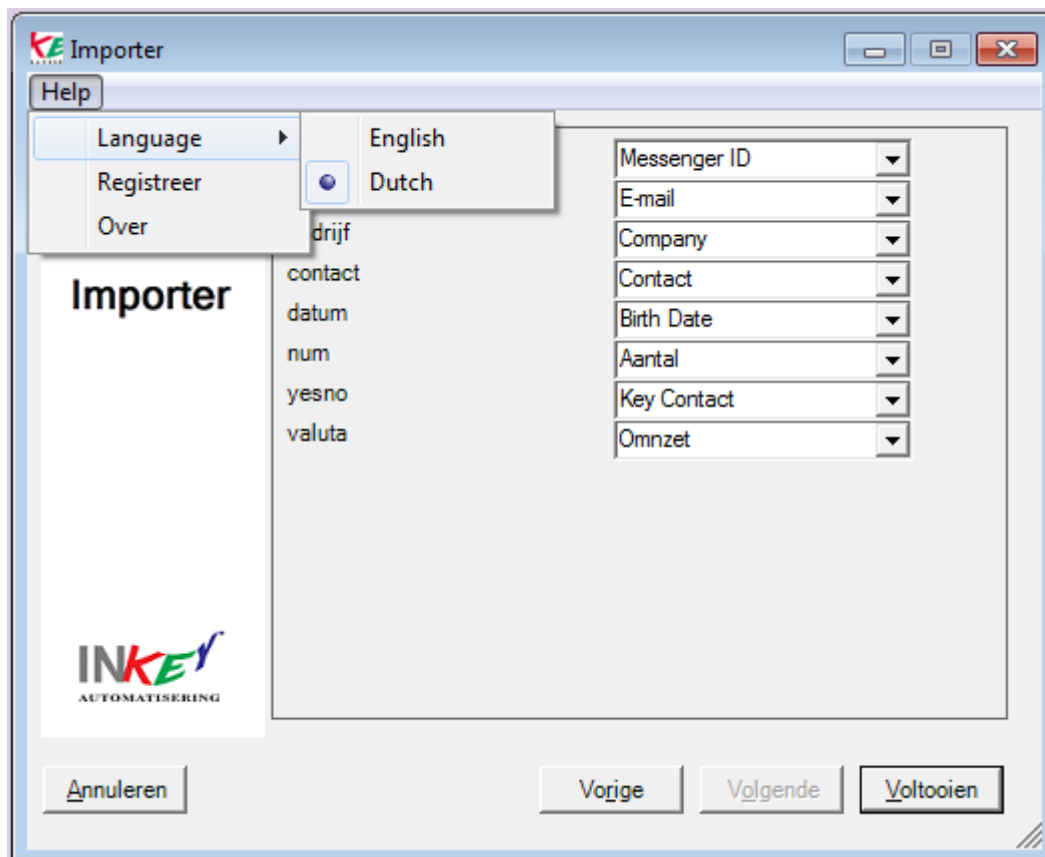 Importer
Help
Language English
Registreer Dutch
Over
Messenger ID
E-mail
drijf Company
contact Contact
datum Birth Date
num Aantal
yesno Key Contact
valuta Omnzet
Importer
INKEY
AUTOMATISERING
Annuleren Vorige Volgende Voltooien